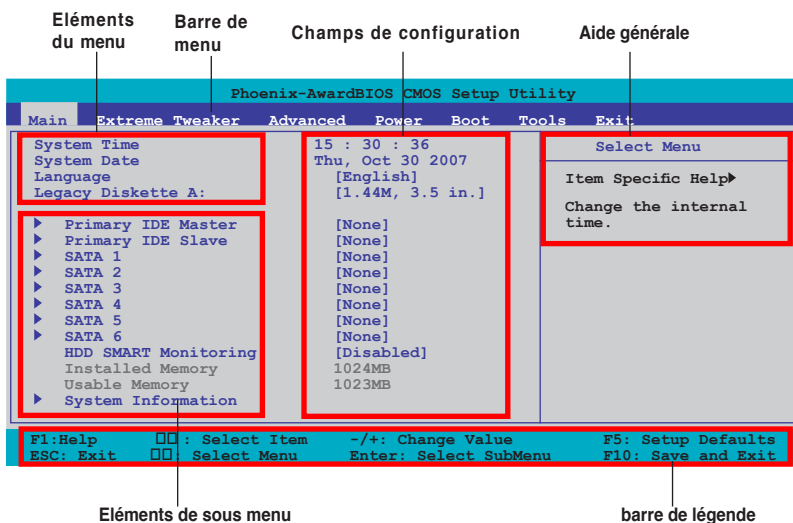 Eléments du menu
Barre de menu
Champs de configuration
Aide générale
Phoenix-AwardBIOS CMOS Setup Utility
Main Extreme Tweaker Advanced Power Boot Tools Exit
System Time 15 : 30 : 36
System Date Thu, Oct 30 2007
Language [English]
Legacy Diskette A: [1.44M, 3.5 in.]
Primary IDE Master [None]
Primary IDE Slave [None]
SATA 1 [None]
SATA 2 [None]
SATA 3 [None]
SATA 4 [None]
SATA 5 [None]
SATA 6 [None]
HDD SMART Monitoring [Disabled]
Installed Memory 1024MB
Usable Memory 1023MB
System Information
Select Menu
Item Specific Help
Change the internal
time.
F1:Help : Select Item -/+: Change Value F5: Setup Defaults
ESC: Exit : Select Menu Enter: Select SubMenu F10: Save and Exit
Eléments de sous menu
barre de légende